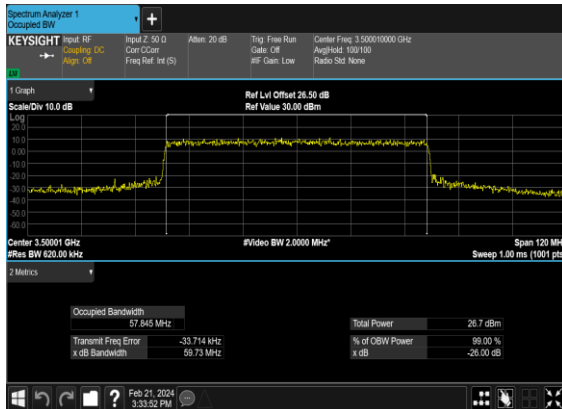 Spectrum Analyzer 1
Occupied BW
+
KEYSIGHT
Input: RF
Coupling: DC
Align: Off
Input Z: 50 Ω
Corr CCorr
Freq Ref: Int (S)
Atten: 20 dB
Trig: Free Run
Gate: Off
#IF Gain: Low
Center Freq: 3.500010000 GHz
Avg|Hold: 100/100
Radio Std: None
1 Graph
Scale/Div 10.0 dB
Ref Lvl Offset 26.50 dB
Ref Value 30.00 dBm
Log
20.0
10.0
0.00
-10.0
-20.0
-30.0
-40.0
-50.0
-60.0
Center 3.50001 GHz
#Video BW 2.0000 MHz*
Span 120 MH
#Res BW 620.00 kHz
Sweep 1.00 ms (1001 pts
2 Metrics
Occupied Bandwidth
57.845 MHz
Total Power 26.7 dBm
Transmit Freq Error -33.714 kHz
% of OBW Power 99.00 %
x dB Bandwidth 59.73 MHz
x dB -26.00 dB
?
Feb 21, 2024
3:33:52 PM